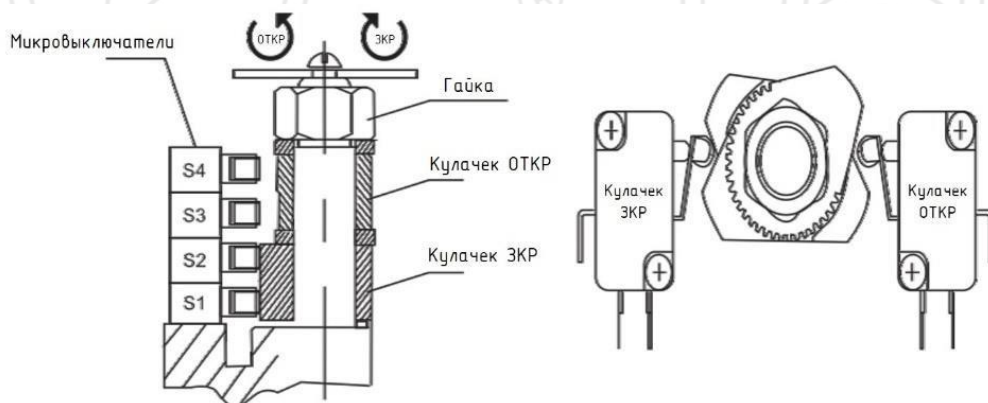 Микровыключатели
ОТКР
ЗКР
Гайка
S4
S3
S2
S1
Кулачек ОТКР
Кулачек ЗКР
Кулачек
ЗКР
Кулачек
ОТКР